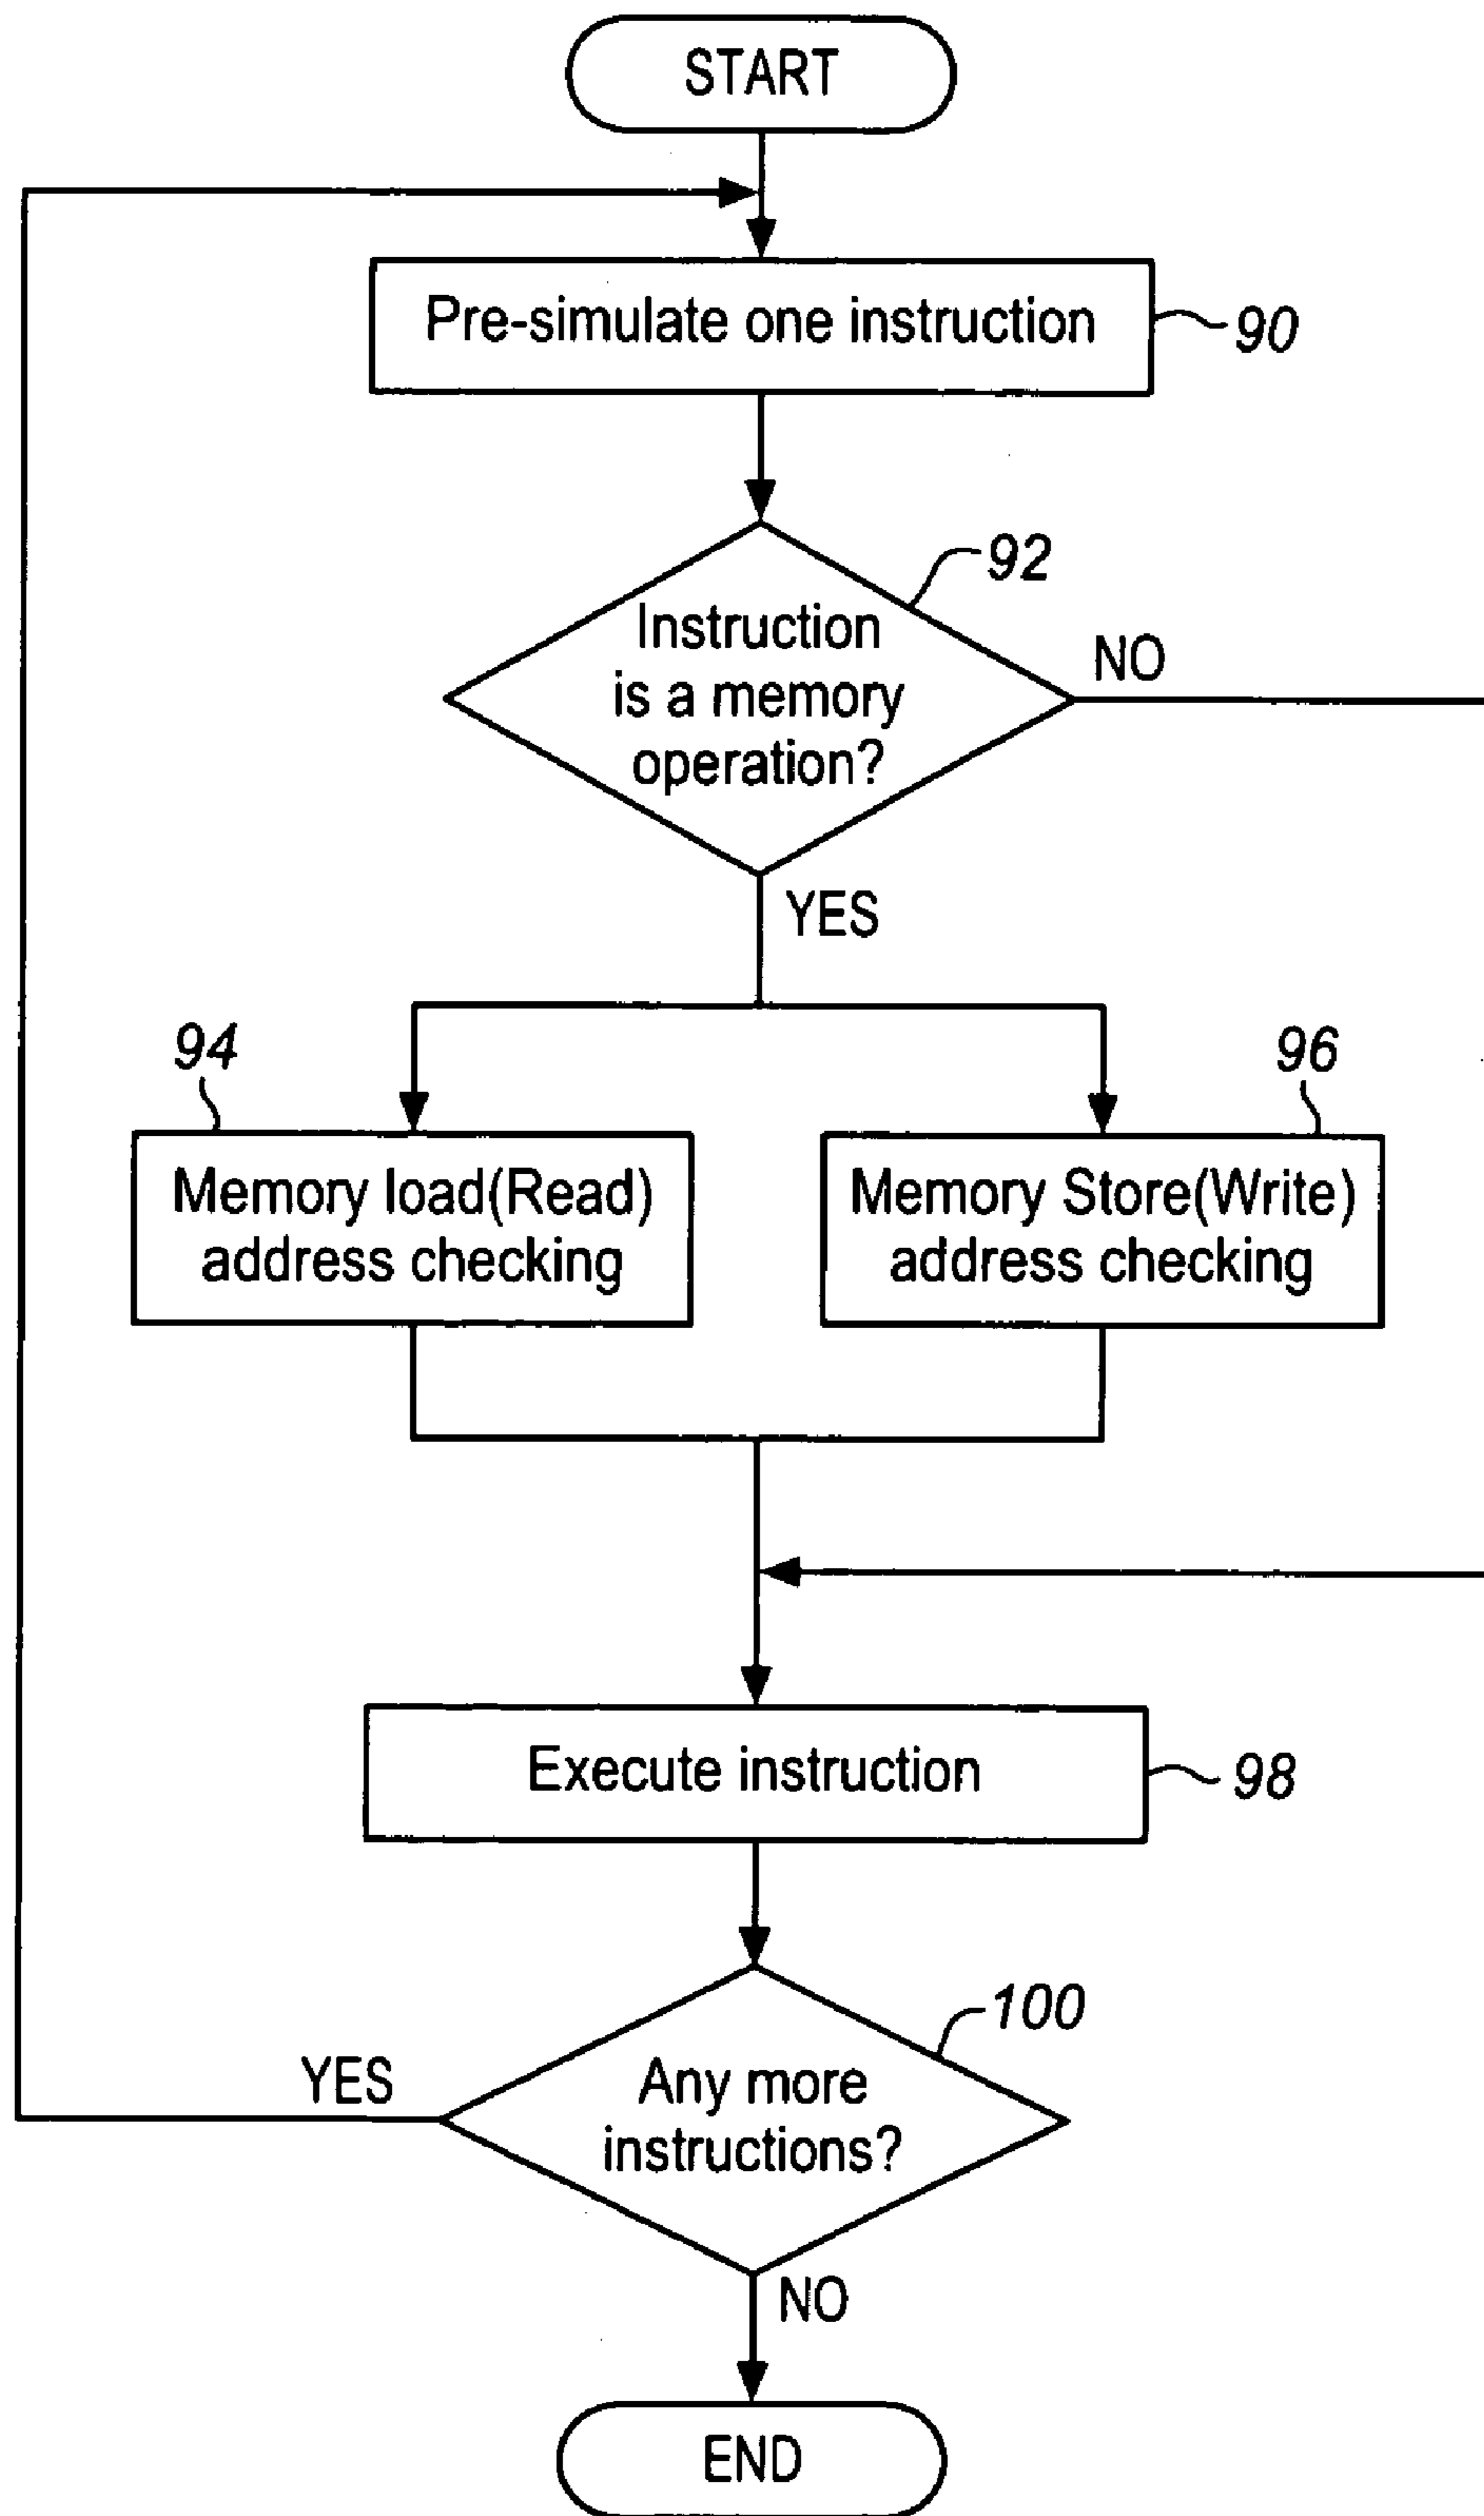 START
Pre-simulate one instruction
90
92
Instruction
is a memory
operation?
NO
YES
94
96
Memory load(Read)
address checking
Memory Store(Write)
address checking
Execute instruction
98
100
Any more
instructions?
YES
NO
END